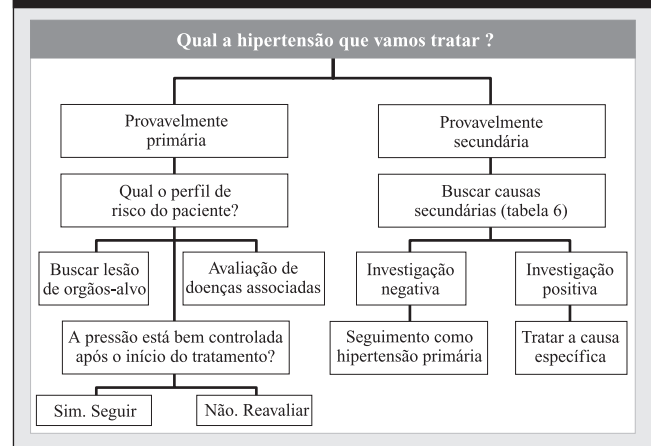 Qual a hipertensão que vamos tratar ?
Provavelmente
primária
Provavelmente
secundária
Qual o perfil de
risco do paciente?
Buscar causas
secundárias (tabela 6)
Buscar lesão
de orgãos-alvo
Avaliação de
doenças associadas
Investigação
negativa
Investigação
positiva
A pressão está bem controlada
após o início do tratamento?
Seguimento como
hipertensão primária
Tratar a causa
específica
Sim. Seguir
Não. Reavaliar